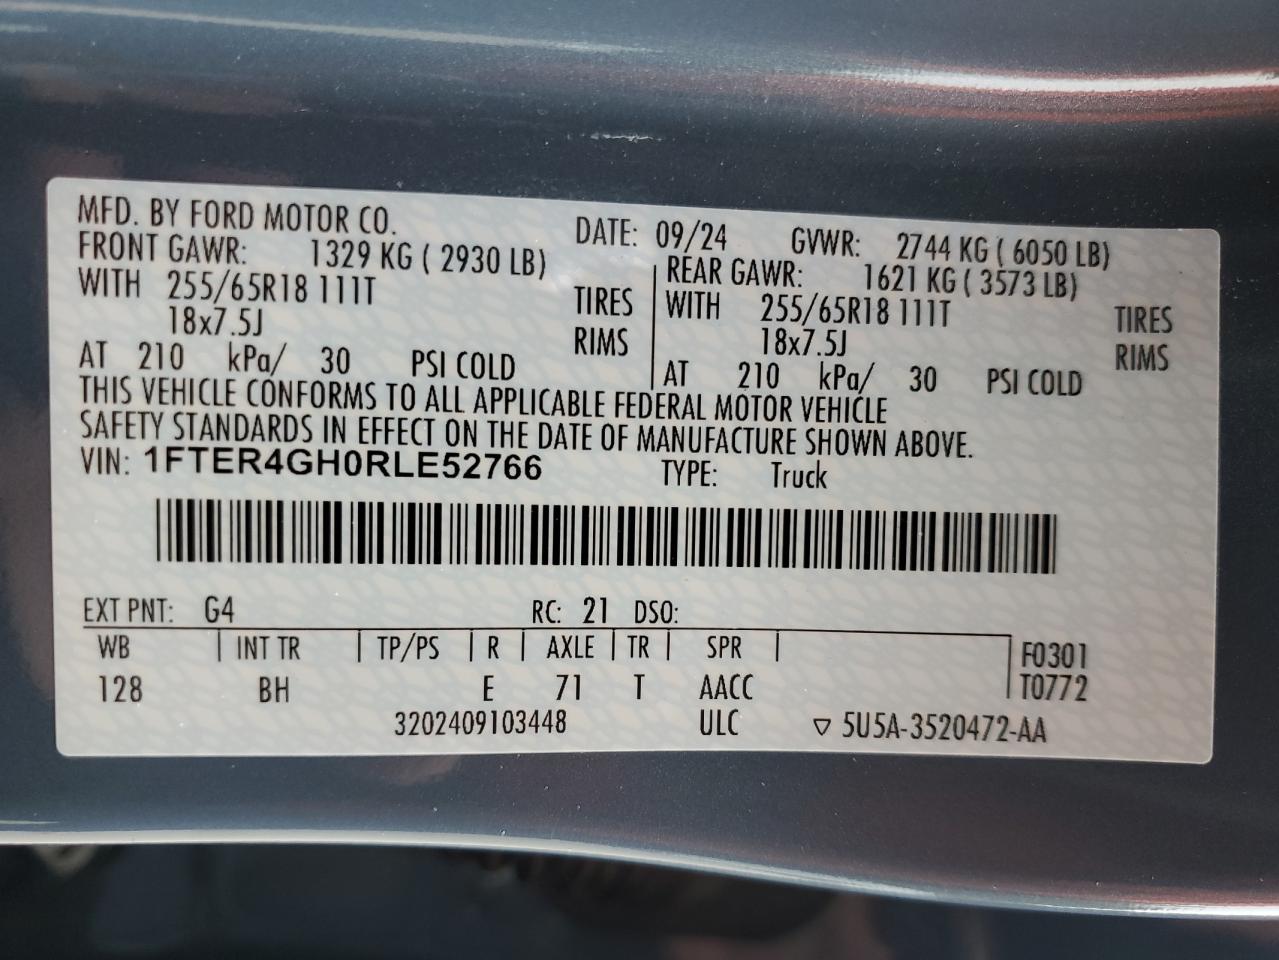 MFD. BY FORD MOTOR CO. DATE: 09/24 GVWR: 2744 KG ( 6050 LB)
FRONT GAWR: 1329 KG ( 2930 LB) REAR GAWR: 1621 KG ( 3573 LB)
WITH 255/65R18 111T TIRES WITH 255/65R18 111T TIRES
18x7.5J RIMS 18x7.5J RIMS
AT 210 kPa/ 30 PSI COLD AT 210 kPa/ 30 PSI COLD
THIS VEHICLE CONFORMS TO ALL APPLICABLE FEDERAL MOTOR VEHICLE
SAFETY STANDARDS IN EFFECT ON THE DATE OF MANUFACTURE SHOWN ABOVE.
VIN: 1FTER4GH0RLE52766 TYPE: Truck
EXT PNT: G4 RC: 21 DSO:
WB | INT TR | TP/PS | R | AXLE | TR | SPR | F0301
128 BH E 71 T AACC T0772
3202409103448 ULC ▽ 5U5A-3520472-AA